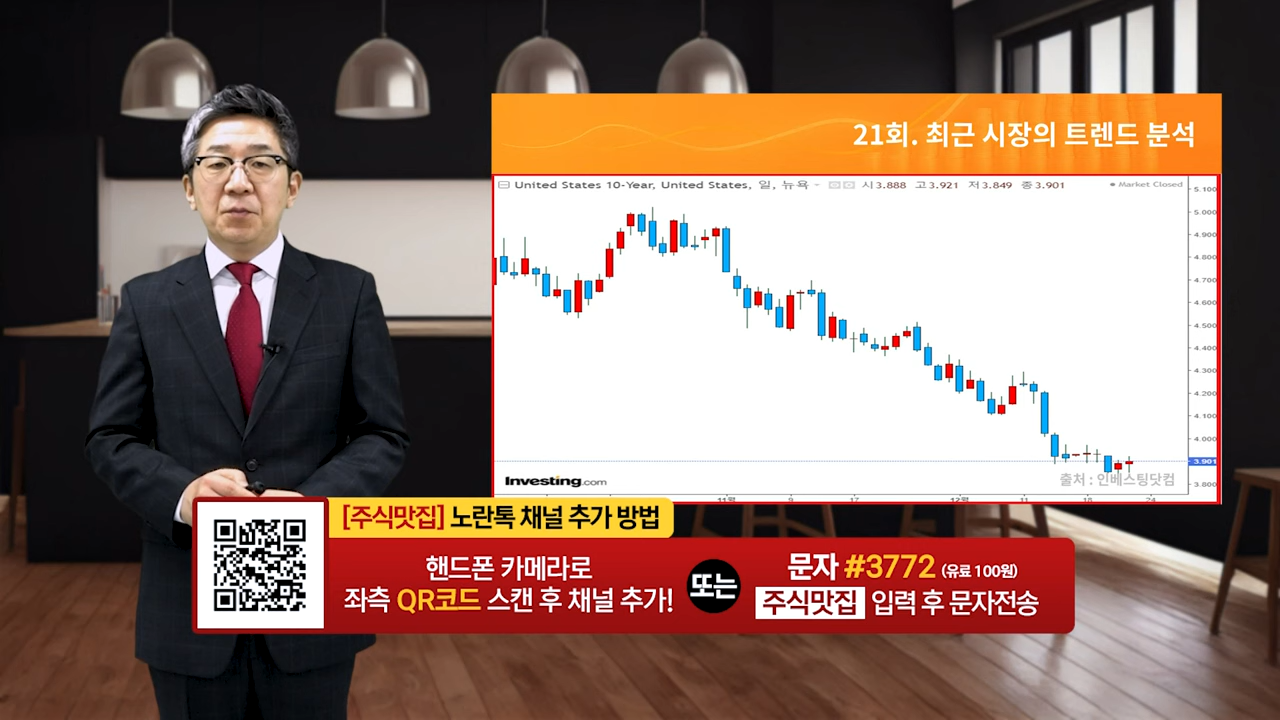 21회. 최근 시장의 트렌드 분석
United States 10-Year, United States, 일, 뉴욕 시3.888 고3.921 저3.849 종3.901
Market Closed
5.100
5.000
4.900
4.800
4.700
4.600
4.500
4.400
4.300
4.200
4.100
4.000
3.901
3.800
Investing.com
출처 : 인베스팅닷컴
11월 9 17 12월 11 18 24
[주식맛집] 노란톡 채널 추가 방법
핸드폰 카메라로
좌측 QR코드 스캔 후 채널 추가!
또는
문자 #3772 (유료 100원)
주식맛집 입력 후 문자전송